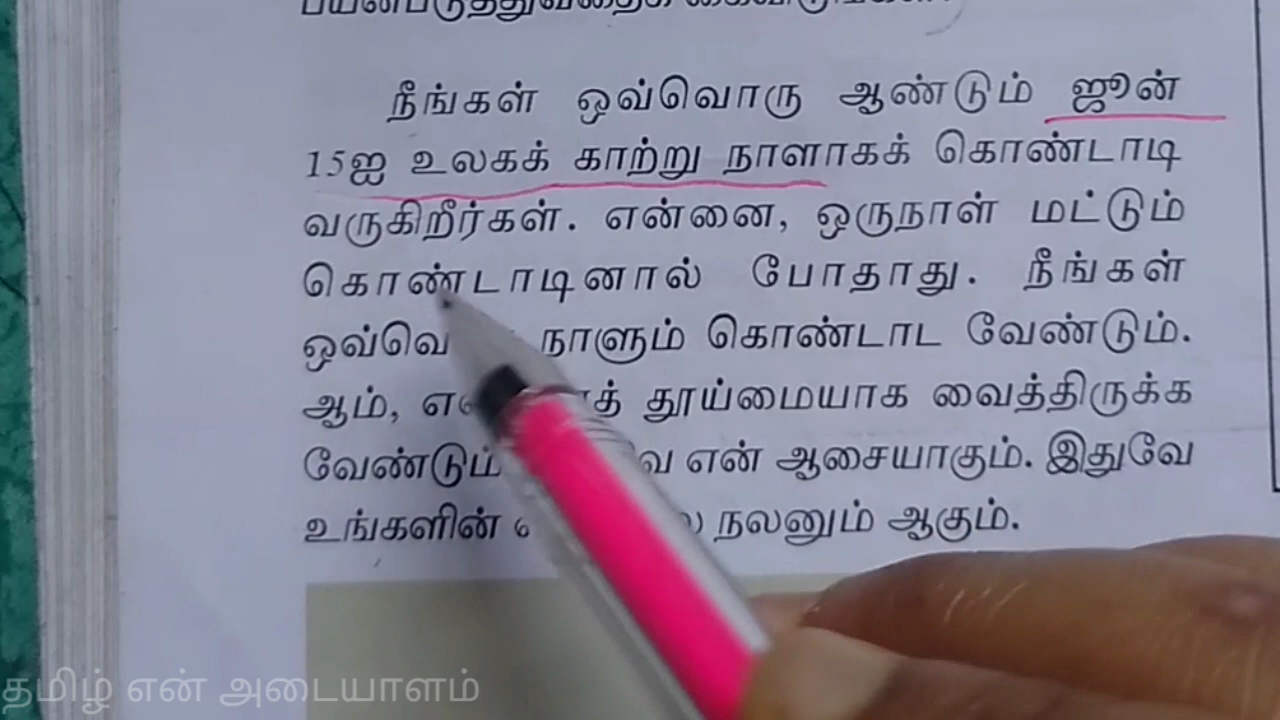 நீங்கள் ஒவ்வொரு ஆண்டும் ஜூன்
15ஐ உலகக் காற்று நாளாகக் கொண்டாடி
வருகிறீர்கள். என்னை, ஒருநாள் மட்டும்
கொண்டாடினால் போதாது. நீங்கள்
நாளும் கொண்டாட வேண்டும்.
ஆம், தூய்மையாக வைத்திருக்க
வேண்டும் என் ஆசையாகும். இதுவே
உங்களின் நலனும் ஆகும்.
தமிழ் என் அடையாளம்